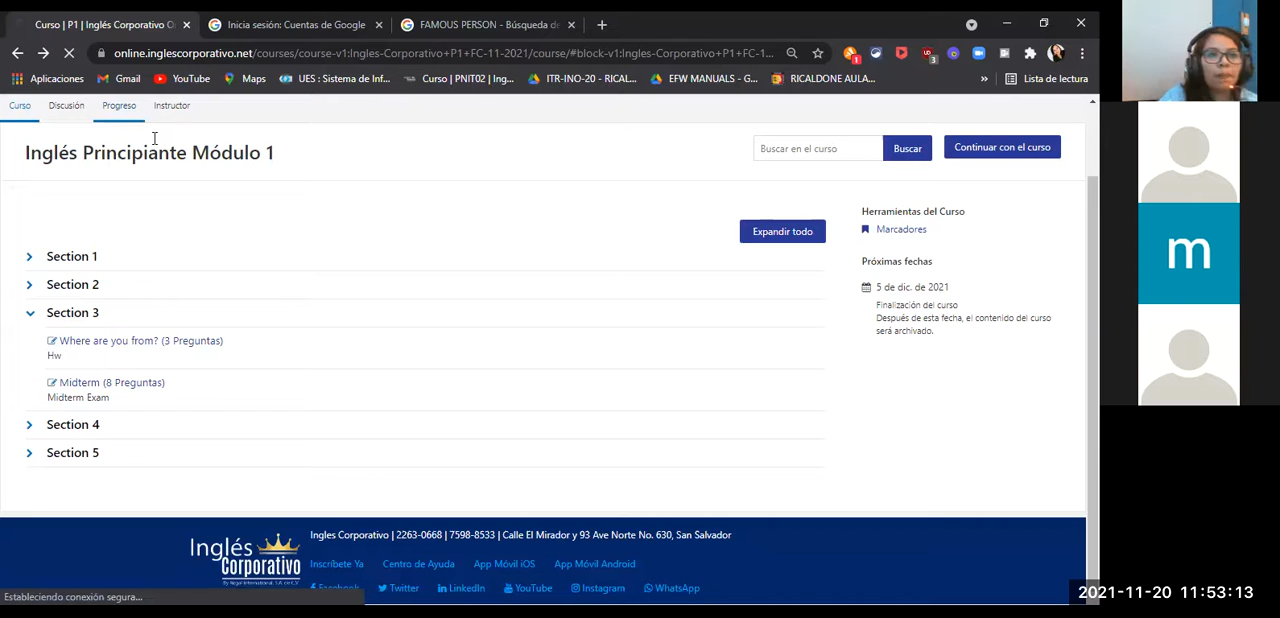 Curso | P1 | Inglés Corporativo O
Inicia sesión: Cuentas de Google
FAMOUS PERSON - Búsqueda de
online.inglescorporativo.net/courses/course-v1:Ingles-Corporativo+P1+FC-11-2021/course/#block-v1:Ingles-Corporativo+P1+FC-1...
Aplicaciones
Gmail
YouTube
Maps
UES : Sistema de Inf...
Curso | PNIT02 | Ing...
ITR-INO-20 - RICAL...
EFW MANUALS - G...
RICALDONE AULA...
»
Lista de lectura
Curso
Discusión
Progreso
Instructor
Inglés Principiante Módulo 1
Buscar en el curso
Buscar
Continuar con el curso
Expandir todo
Herramientas del Curso
Marcadores
Próximas fechas
5 de dic. de 2021
Finalización del curso
Después de esta fecha, el contenido del curso
será archivado.
Section 1
Section 2
Section 3
Where are you from? (3 Preguntas)
Hw
Midterm (8 Preguntas)
Midterm Exam
Section 4
Section 5
Inglés
Corporativo
Ingles Corporativo | 2263-0668 | 7598-8533 | Calle El Mirador y 93 Ave Norte No. 630, San Salvador
Inscríbete Ya
Centro de Ayuda
App Móvil iOS
App Móvil Android
Facebook
Twitter
LinkedIn
YouTube
Instagram
WhatsApp
Estableciendo conexión segura...
m
2021-11-20 11:53:13